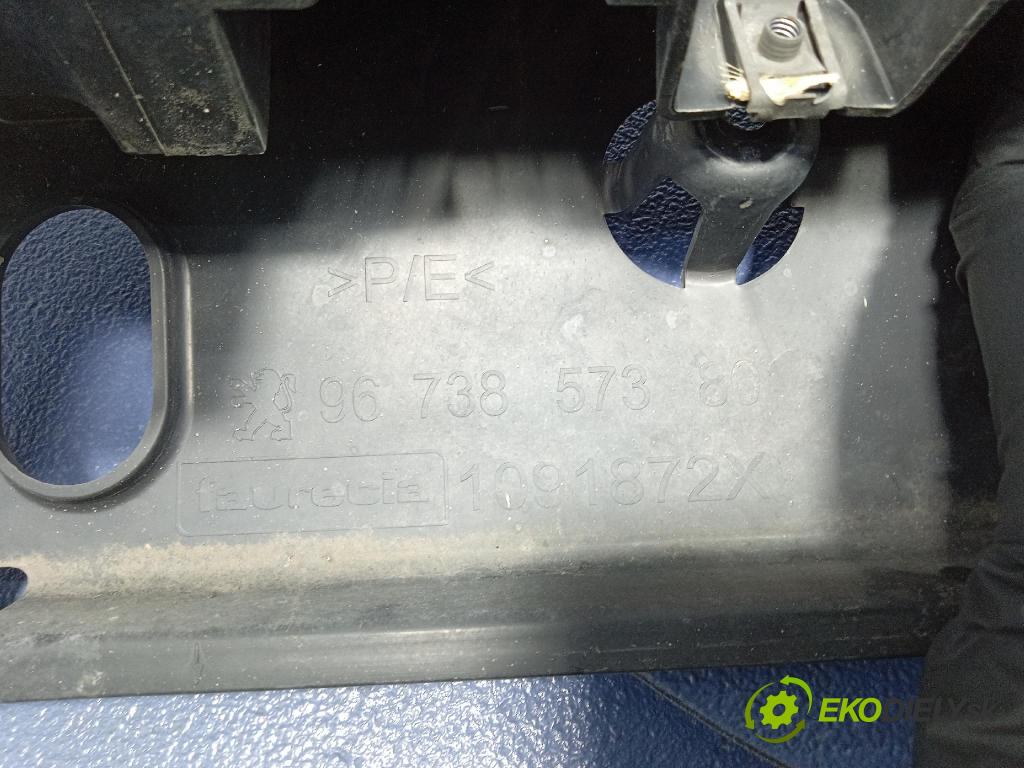 >P/E<
96 738 573 80
faurecia 1091872X
EKODIELY.SK